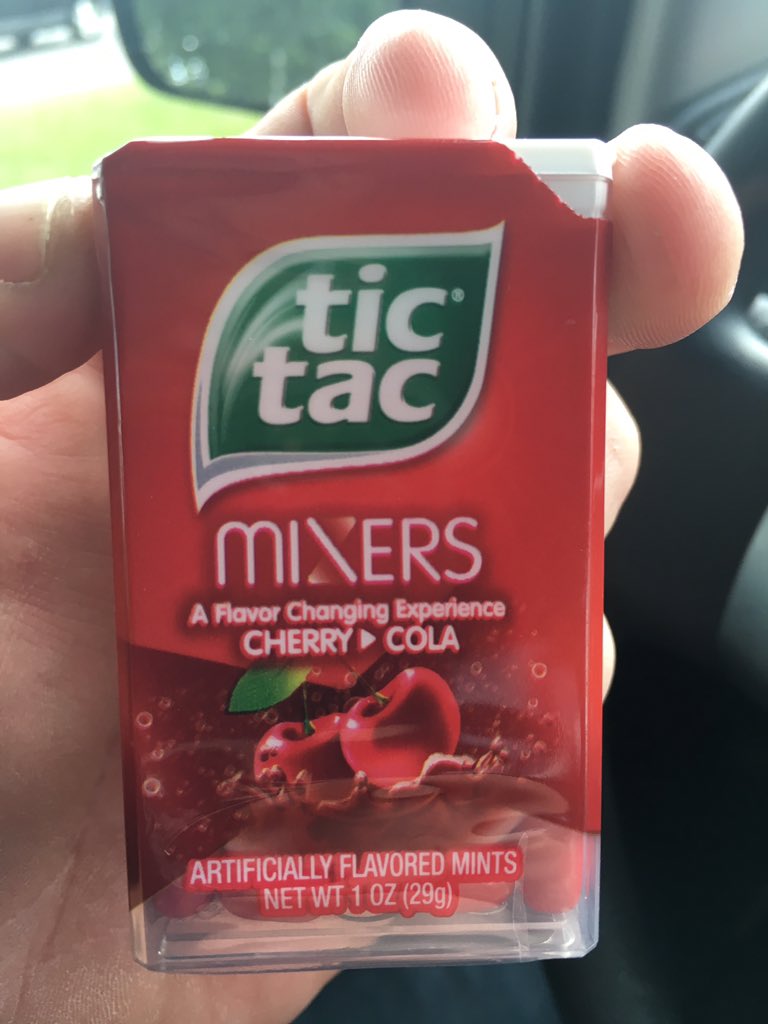 tic®
tac
MIXERS
A Flavor Changing Experience
CHERRY ▶ COLA
ARTIFICIALLY FLAVORED MINTS
NET WT 1 OZ (29g)